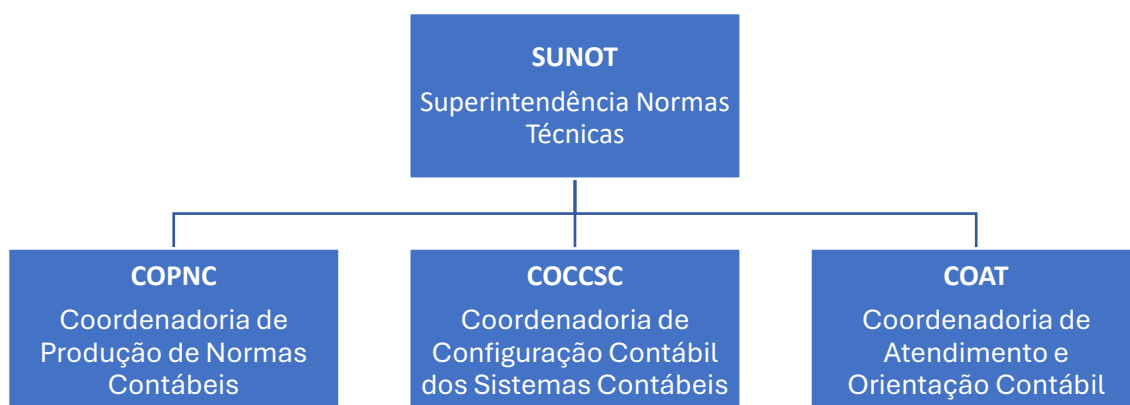 SUNOT
Superintendência Normas
Técnicas
COPNC
Coordenadoria de
Produção de Normas
Contábeis
COCCSC
Coordenadoria de
Configuração Contábil
dos Sistemas Contábeis
COAT
Coordenadoria de
Atendimento e
Orientação Contábil